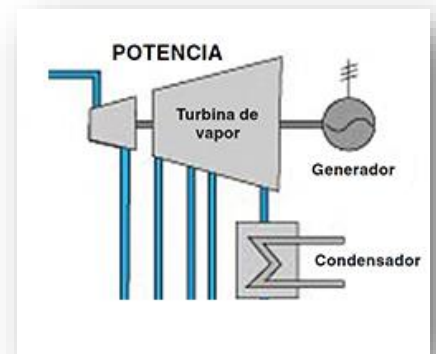 POTENCIA
Turbina de
vapor
Generador
Condensador